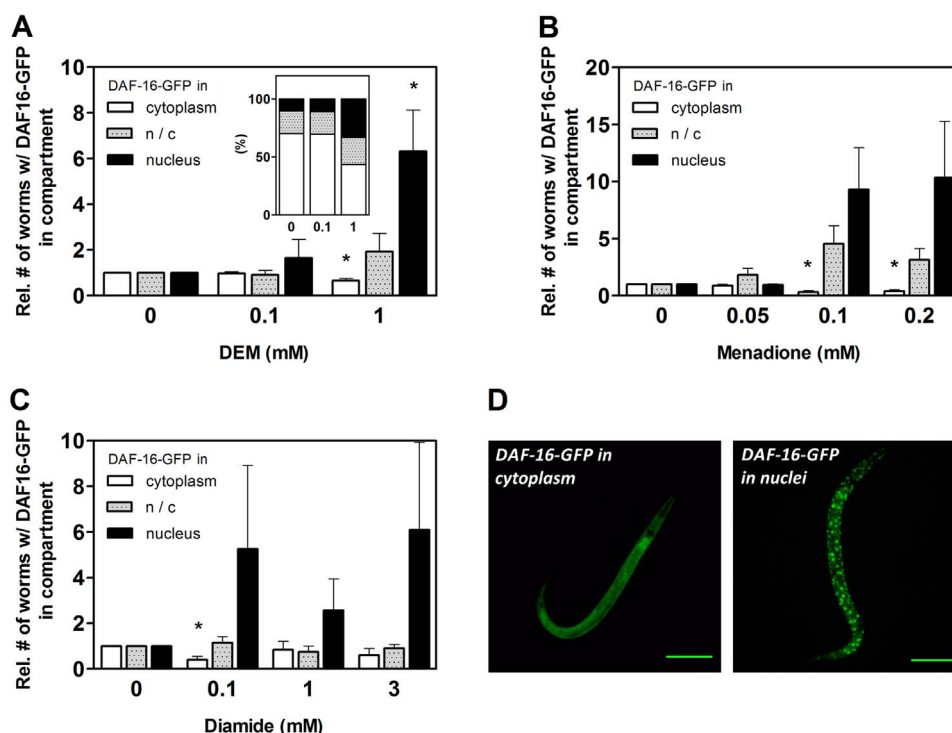 A
Rel. # of worms w/ DAF16-GFP
in compartment
10
8
6
4
2
0
DAF-16-GFP in
cytoplasm
n / c
nucleus
(%)
100
50
0
0 0.1 1
*
*
0 0.1 1
DEM (mM)
B
Rel. # of worms w/ DAF16-GFP
in compartment
20
15
10
5
0
DAF-16-GFP in
cytoplasm
n / c
nucleus
* *
0 0.05 0.1 0.2
Menadione (mM)
C
Rel. # of worms w/ DAF16-GFP
in compartment
10
8
6
4
2
0
DAF-16-GFP in
cytoplasm
n / c
nucleus
*
0 0.1 1 3
Diamide (mM)
D
DAF-16-GFP in
cytoplasm
DAF-16-GFP
in nuclei